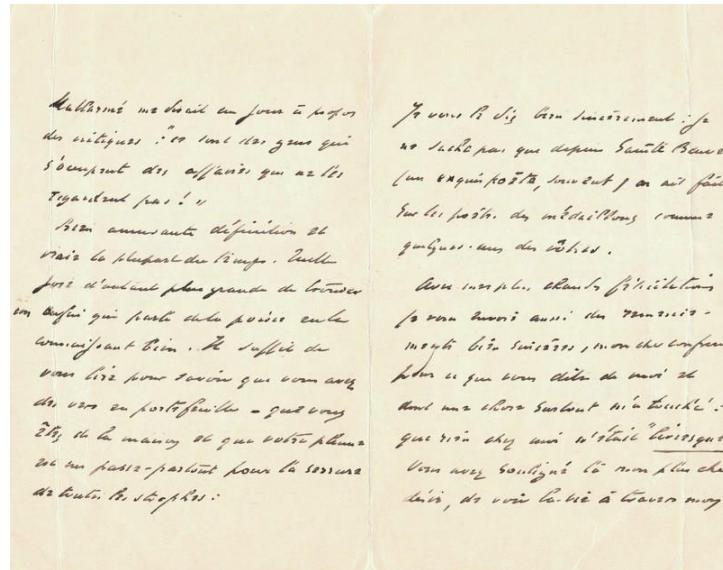 Mallarmé me disait un jour à propos
des critiques : "ce sont des gens qui
s'occupent des affaires qui ne les
regardent pas ! "
Bien amusante définition et
vraie la plupart du temps. Quelle
joie d'autant plus grande de trouver
enfin qui parle de la poésie en la
connaissant bien. Il suffit de
vous lire pour savoir que vous avez
des vers en portefeuille - que vous
êtes de la maison et que votre plume
est un passe-partout pour la serrure
de toutes les strophes.
Je vous le dis bien sincèrement : je
ne sache pas que depuis Sainte Beuve
(un exquis poète, souvent) on ait fait
sur les poètes des médaillons comme
quelques-uns des vôtres.
Avec mes plus chaudes félicitations
je vous envoie aussi des remercie-
ments bien sincères, mon cher confrère
pour ce que vous dites de moi et
dont une chose surtout m'a touché :
que rien chez moi n'était "livresque
Vous avez souligné là mon plus cher
désir, de voir la vie à travers mon